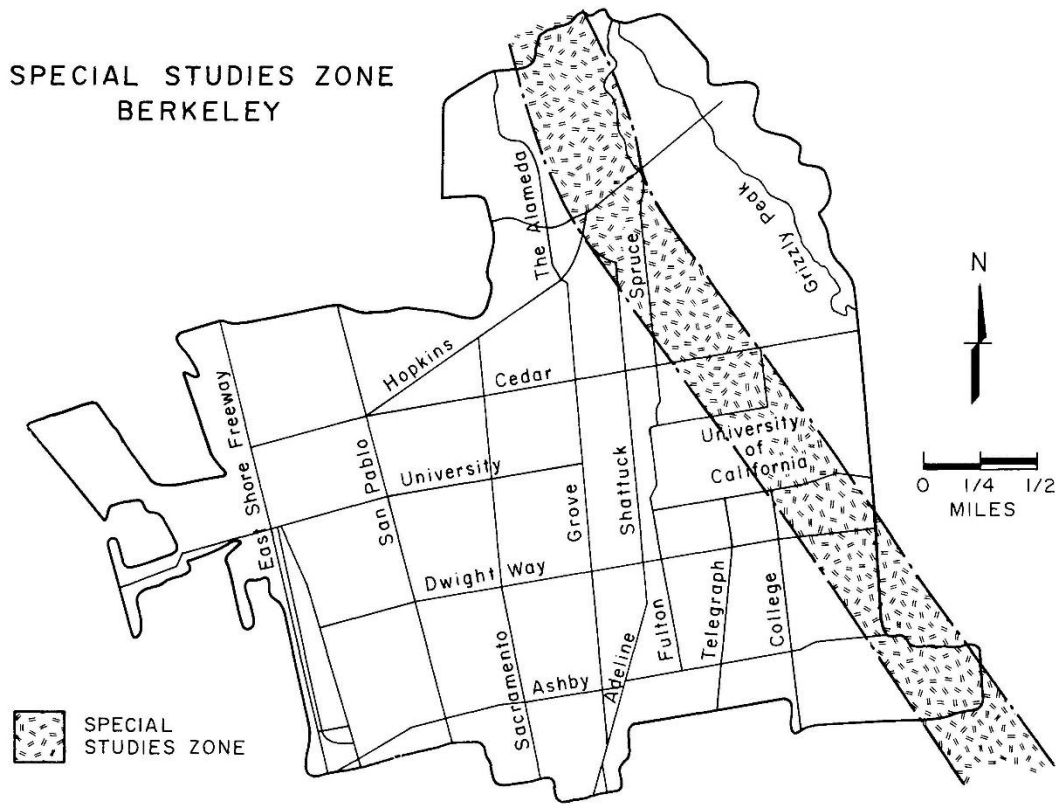 SPECIAL STUDIES ZONE
BERKELEY
The Alameda
Spruce
Grizzly Peak
N
Hopkins
Cedar
East Shore Freeway
San Pablo
University
Grove
Shattuck
University
of
California
0 1/4 1/2
MILES
Dwight Way
Sacramento
Ashby
Adeline
Fulton
Telegraph
College
SPECIAL
STUDIES ZONE